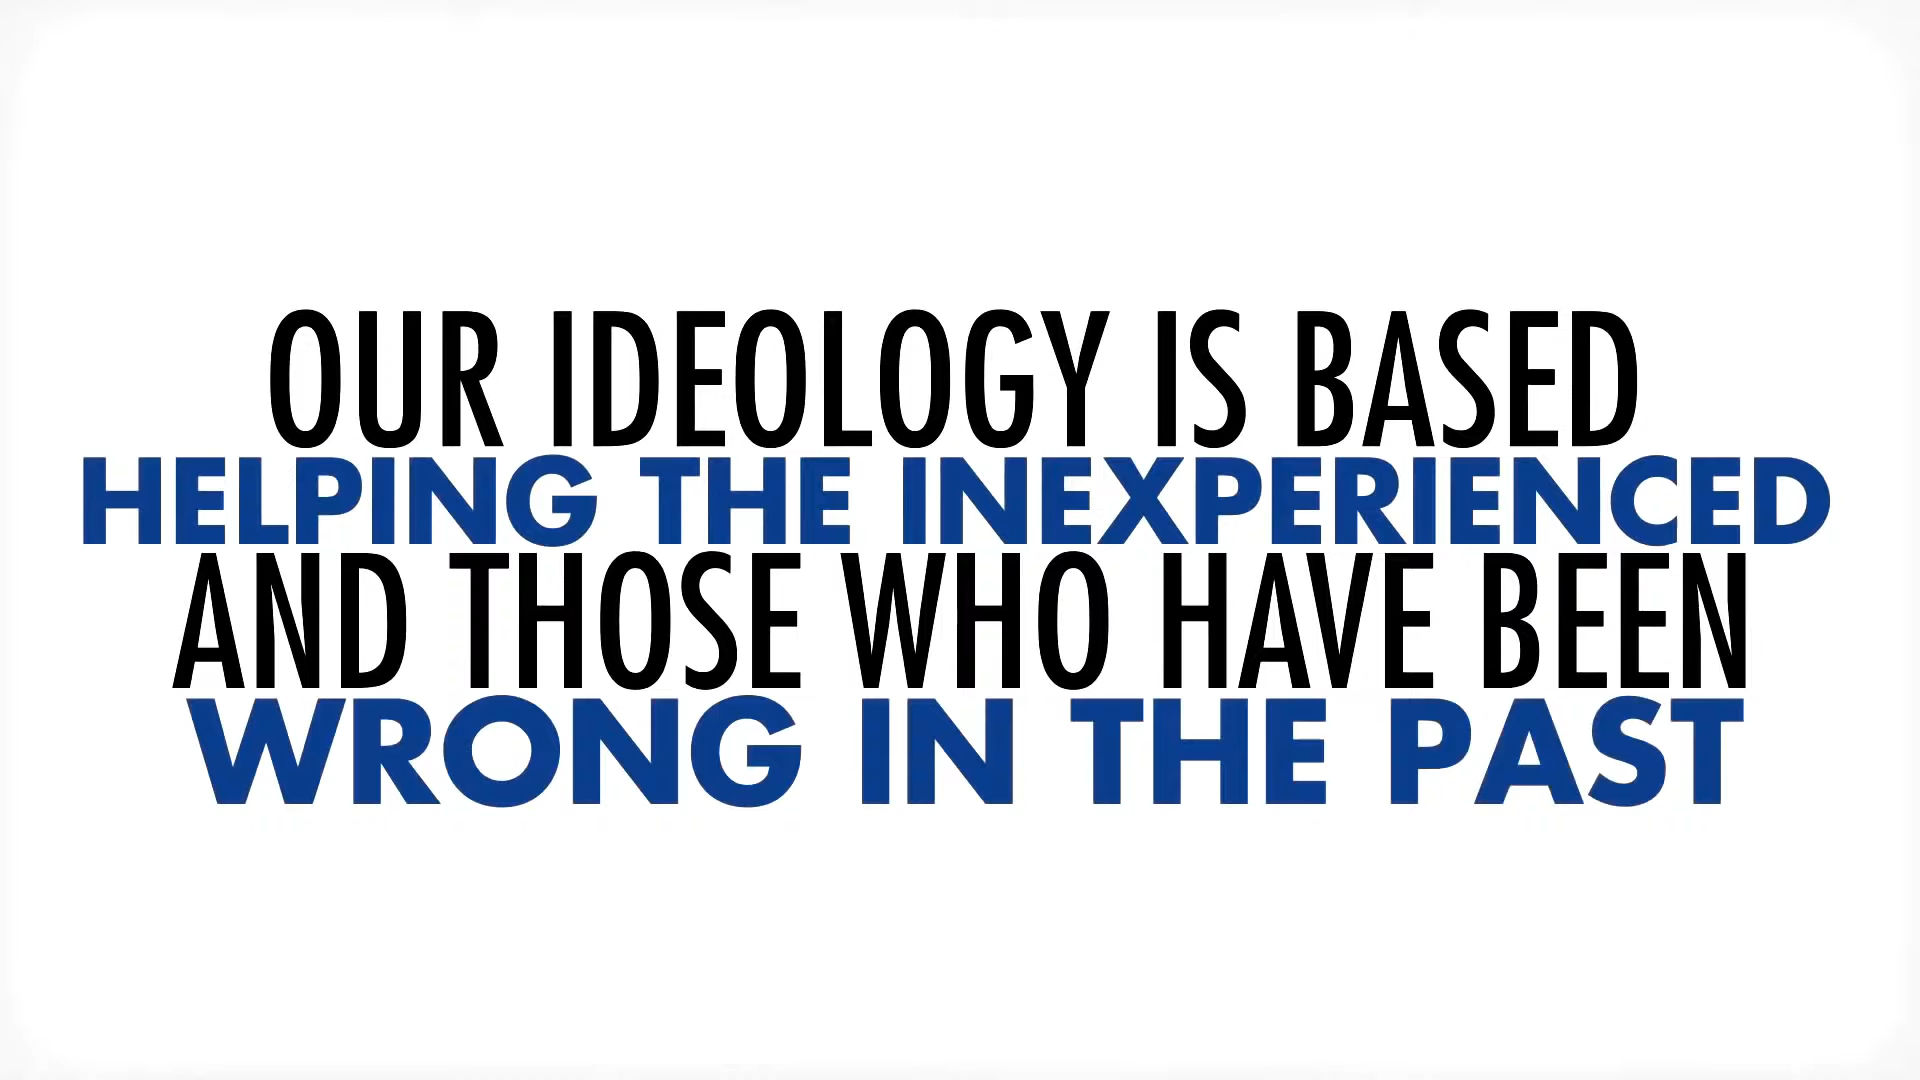 OUR IDEOLOGY IS BASED
HELPING THE INEXPERIENCED
AND THOSE WHO HAVE BEEN
WRONG IN THE PAST